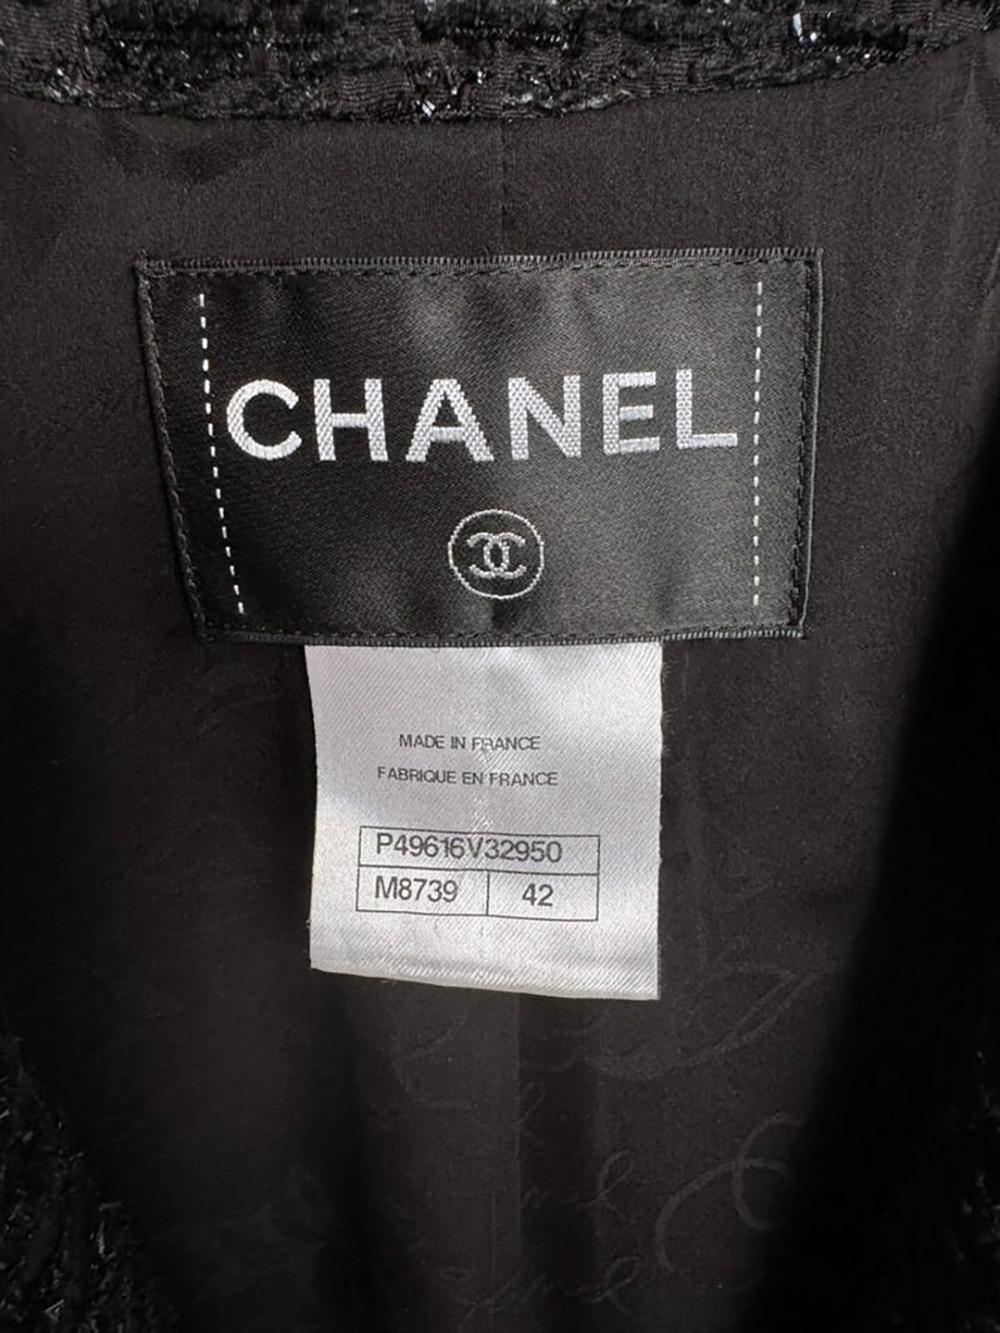 CHANEL
MADE IN FRANCE
FABRIQUE EN FRANCE
P49616V32950
M8739 42